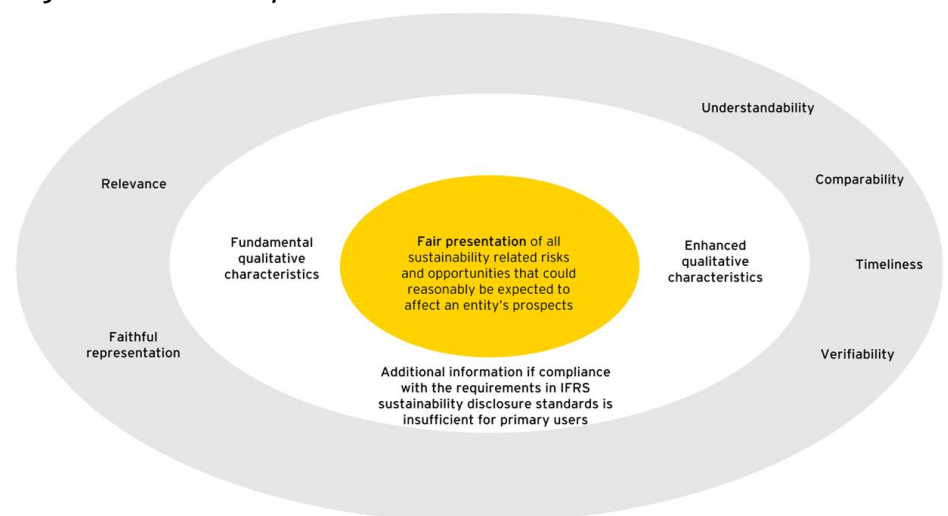 Understandability
Relevance
Comparability
Fundamental
qualitative
characteristics
Fair presentation of all
sustainability related risks
and opportunities that could
reasonably be expected to
affect an entity's prospects
Enhanced
qualitative
characteristics
Timeliness
Faithful
representation
Verifiability
Additional information if compliance
with the requirements in IFRS
sustainability disclosure standards is
insufficient for primary users